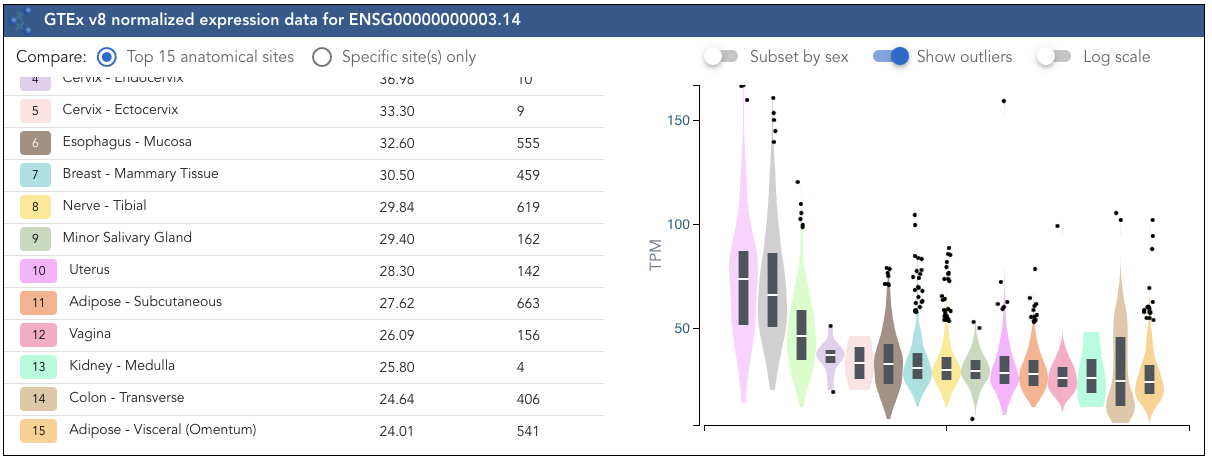 GTEx v8 normalized expression data for ENSG00000000003.14
Compare: Top 15 anatomical sites Specific site(s) only Subset by sex Show outliers Log scale
4 Cervix - Endocervix 36.98 10
5 Cervix - Ectocervix 33.30 9
6 Esophagus - Mucosa 32.60 555
7 Breast - Mammary Tissue 30.50 459
8 Nerve - Tibial 29.84 619
9 Minor Salivary Gland 29.40 162
10 Uterus 28.30 142
11 Adipose - Subcutaneous 27.62 663
12 Vagina 26.09 156
13 Kidney - Medulla 25.80 4
14 Colon - Transverse 24.64 406
15 Adipose - Visceral (Omentum) 24.01 541
TPM
150
100
50